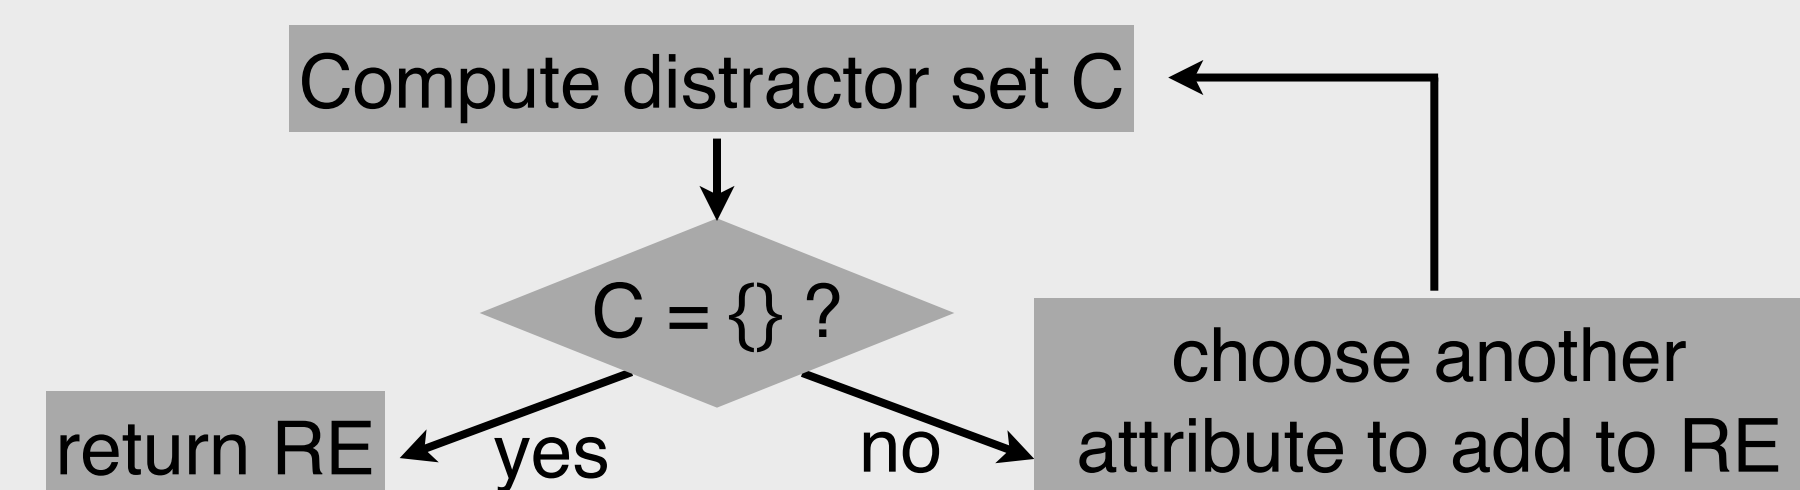 Compute distractor set C
C = {} ?
choose another
attribute to add to RE
return RE
yes
no